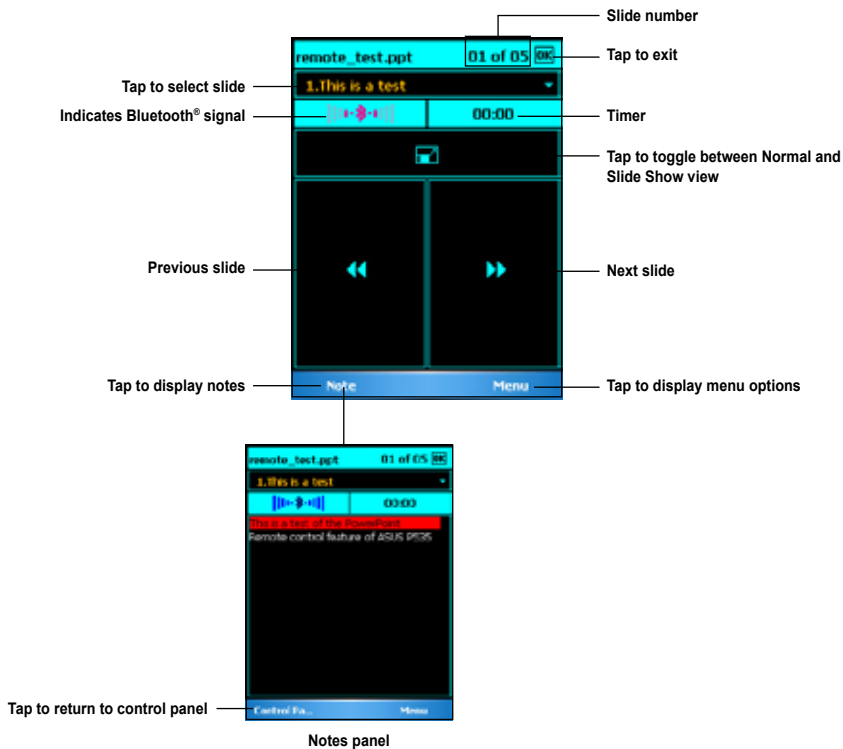 Slide number
remote_test.ppt 01 of 05 OK
Tap to exit
Tap to select slide
1.This is a test
Indicates Bluetooth® signal
00:00
Timer
Tap to toggle between Normal and
Slide Show view
Previous slide
Next slide
Tap to display notes
Note Menu
Tap to display menu options
remote_test.ppt 01 of 05 OK
1.This is a test
00:00
This is a test of the PowerPoint
Remote control feature of ASUS P535
Tap to return to control panel
Control Pa... Menu
Notes panel